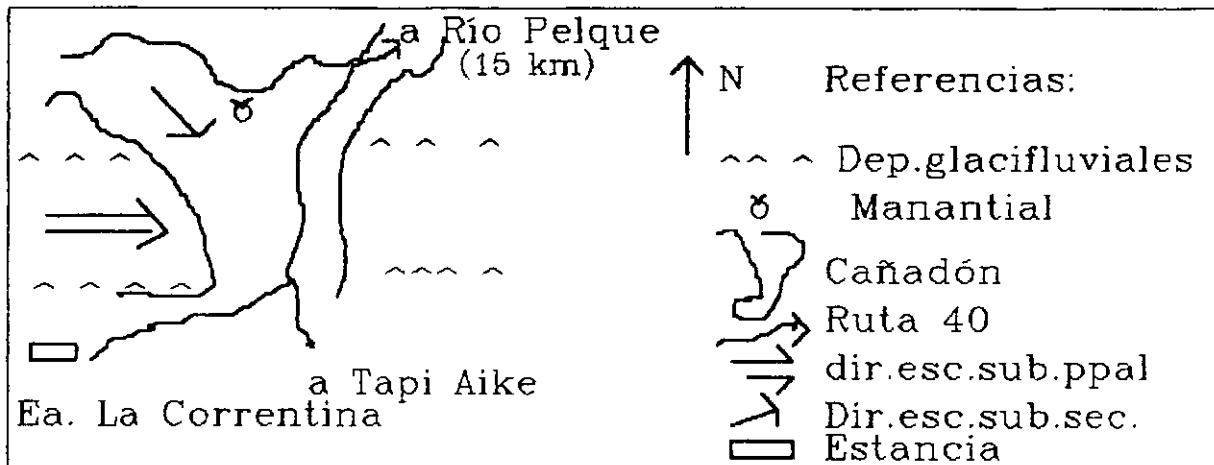 a Río Pelque
(15 km)
a Tapi Aike
Ea. La Correntina
N
Referencias:
Dep.glacifluviales
Manantial
Cañadón
Ruta 40
dir.esc.sub.ppal
Dir.esc.sub.sec.
Estancia